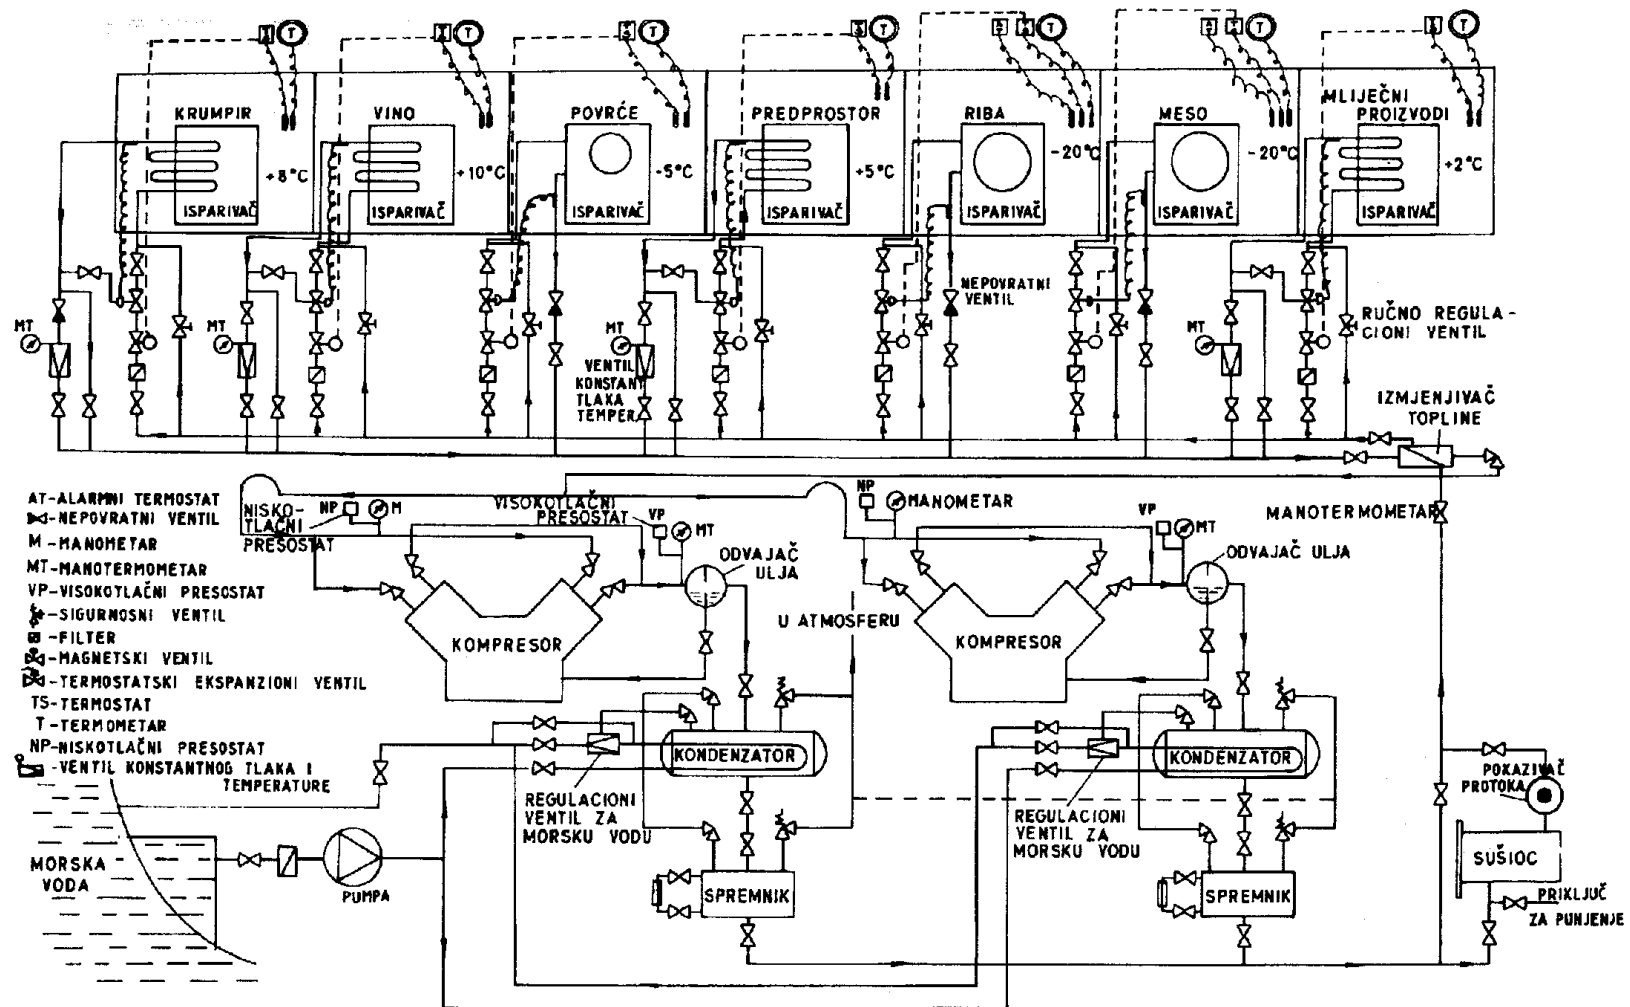 T
T
T
T
T
T
T
KRUMPIR
VINO
POVRĆE
PREDPROSTOR
RIBA
MESO
MLIJEČNI
PROIZVODI
+8°C
+10°C
-5°C
+5°C
-20°C
-20°C
+2°C
ISPARIVAČ
ISPARIVAČ
ISPARIVAČ
ISPARIVAČ
ISPARIVAČ
ISPARIVAČ
ISPARIVAČ
NEPOVRATNI
VENTIL
RUČNO REGULA-
CIONI VENTIL
MT
MT
MT
MT
VENTIL
KONSTANT
TLAKA
TEMPER.
IZMJENJIVAČ
TOPLINE
AT-ALARMNI TERMOSTAT
-NEPOVRATNI VENTIL
M-MANOMETAR
MT-MANOTERMOMETAR
VP-VISOKOTLAČNI PRESOSTAT
-SIGURNOSNI VENTIL
-FILTER
-MAGNETSKI VENTIL
-TERMOSTATSKI EKSPANZIONI VENTIL
TS-TERMOSTAT
T-TERMOMETAR
NP-NISKOTLAČNI PRESOSTAT
-VENTIL KONSTANTNOG TLAKA I
TEMPERATURE
NISKO-
TLAČNI
PRESOSTAT
NP
M
VISOKOTLAČNI
PRESOSTAT
VP
MT
ODVAJAČ
ULJA
NP
MANOMETAR
VP
MT
MANOTERMOMETAR
ODVAJAČ ULJA
KOMPRESOR
U ATMOSFERU
KOMPRESOR
KONDENZATOR
KONDENZATOR
REGULACIONI
VENTIL ZA
MORSKU VODU
REGULACIONI
VENTIL ZA
MORSKU VODU
POKAZIVAČ
PROTOKA
MORSKA
VODA
PUMPA
SPREMNIK
SPREMNIK
SUŠIOC
PRIKLJUČ
ZA PUNJENJE